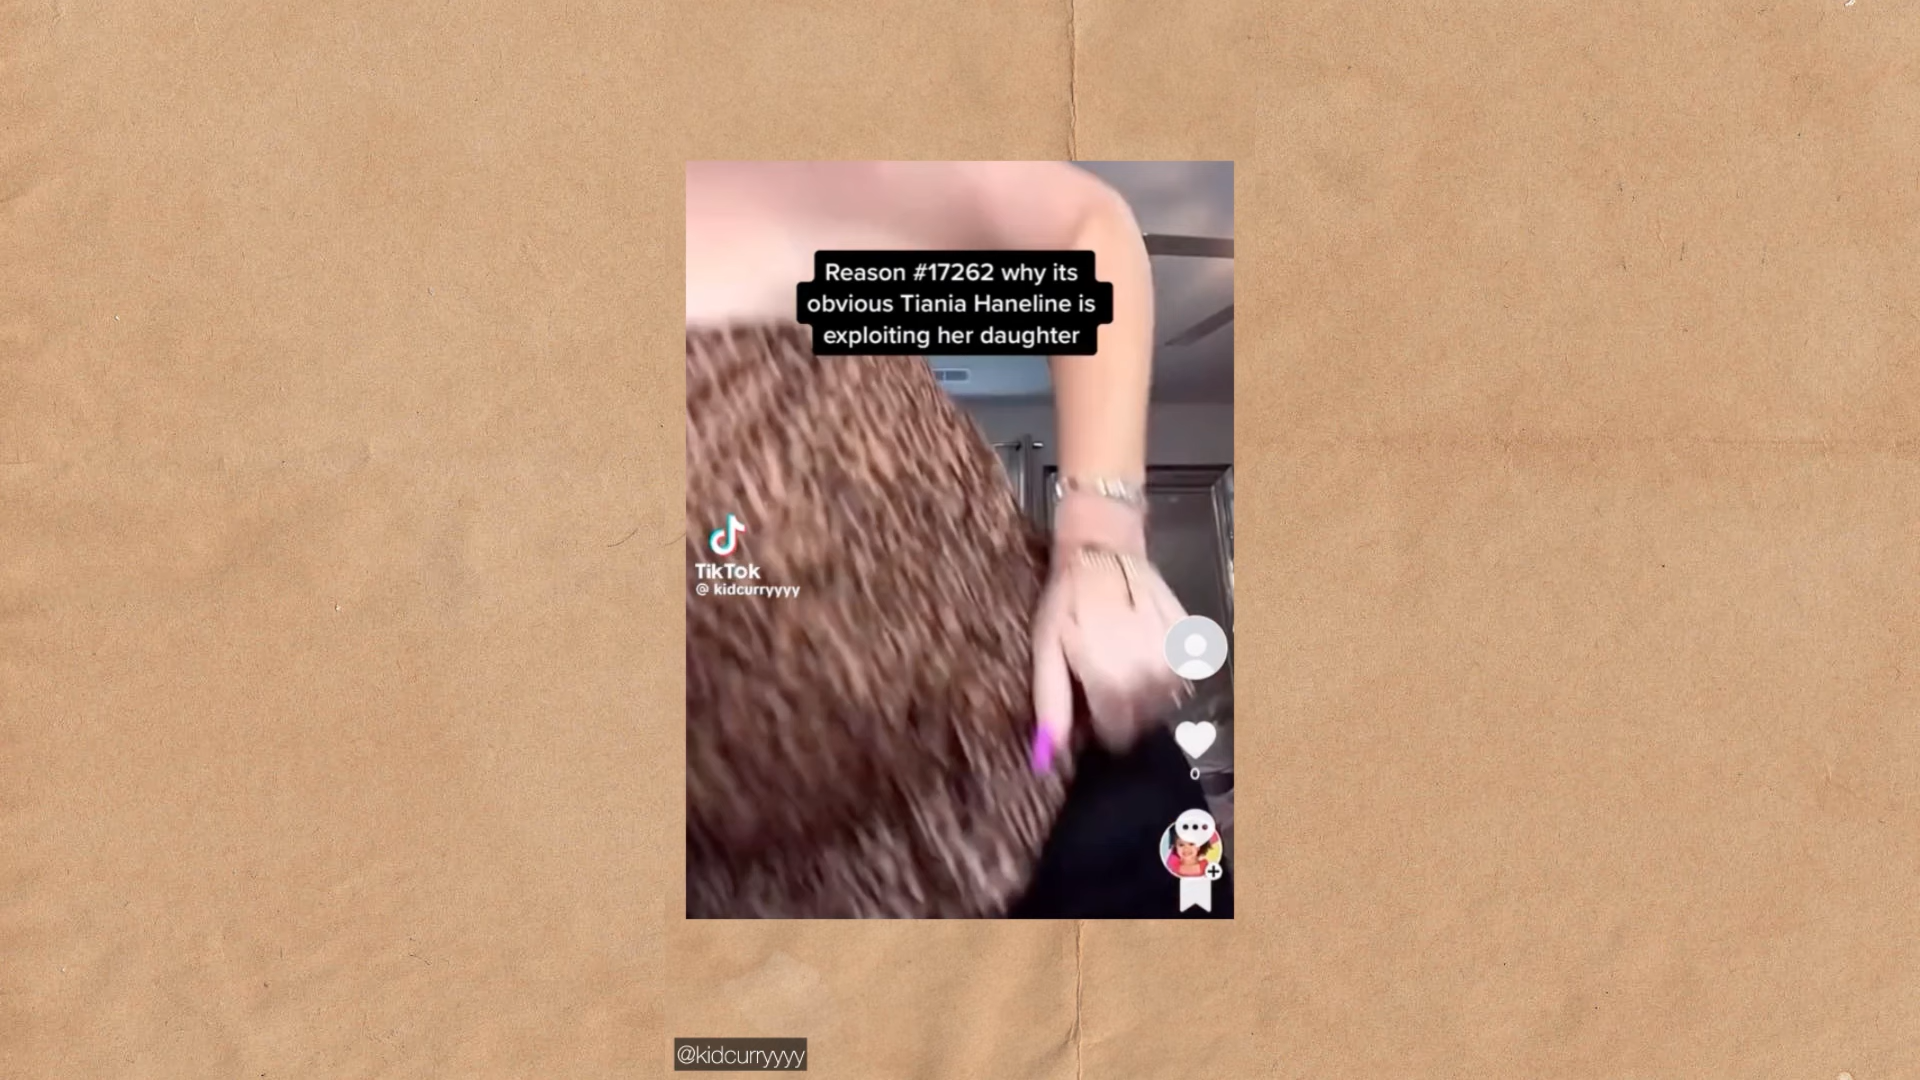 Reason #17262 why its
obvious Tiania Haneline is
exploiting her daughter
TikTok
@ kidcurryyyy
0
@kidcurryyyy